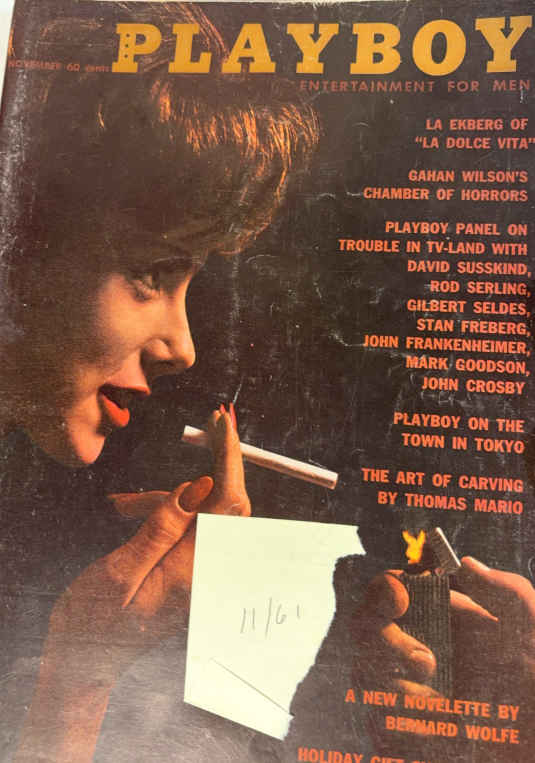 PLAYBOY
NOVEMBER 60 cents
ENTERTAINMENT FOR MEN
LA EKBERG OF
"LA DOLCE VITA"
GAHAN WILSON'S
CHAMBER OF HORRORS
PLAYBOY PANEL ON
TROUBLE IN TV-LAND WITH
DAVID SUSSKIND,
ROD SERLING,
GILBERT SELDES,
STAN FREBERG,
JOHN FRANKENHEIMER,
MARK GOODSON,
JOHN CROSBY
PLAYBOY ON THE
TOWN IN TOKYO
THE ART OF CARVING
BY THOMAS MARIO
11/61
A NEW NOVELETTE BY
BERNARD WOLFE
HOLIDAY